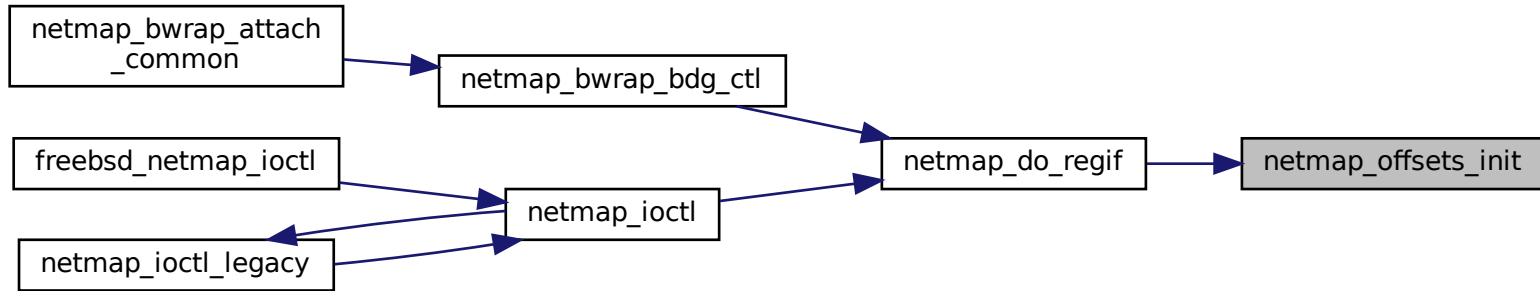 netmap_bwrap_attach
_common
netmap_bwrap_bdg_ctl
freebsd_netmap_ioctl
netmap_do_regif
netmap_offsets_init
netmap_ioctl
netmap_ioctl_legacy